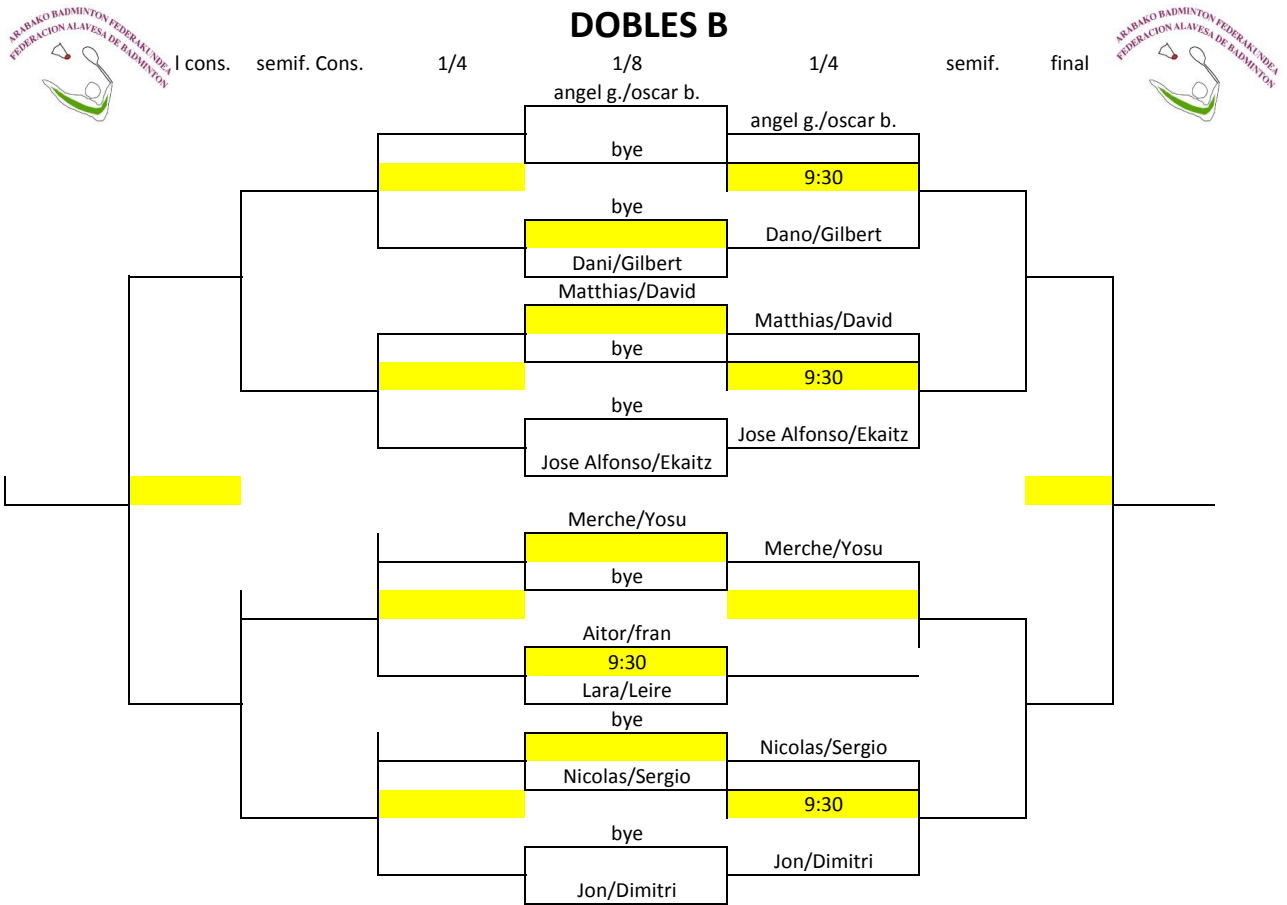 DOBLES B
ARABAKO BADMINTON FEDERAKUNDEA
FEDERACION ALAVESA DE BADMINTON
ARABAKO BADMINTON FEDERAKUNDEA
FEDERACION ALAVESA DE BADMINTON
l cons. semif. Cons. 1/4 1/8 1/4 semif. final
angel g./oscar b.
angel g./oscar b.
bye
9:30
bye
Dano/Gilbert
Dani/Gilbert
Matthias/David
Matthias/David
bye
9:30
bye
Jose Alfonso/Ekaitz
Jose Alfonso/Ekaitz
Merche/Yosu
Merche/Yosu
bye
Aitor/fran
9:30
Lara/Leire
bye
Nicolas/Sergio
Nicolas/Sergio
9:30
bye
Jon/Dimitri
Jon/Dimitri